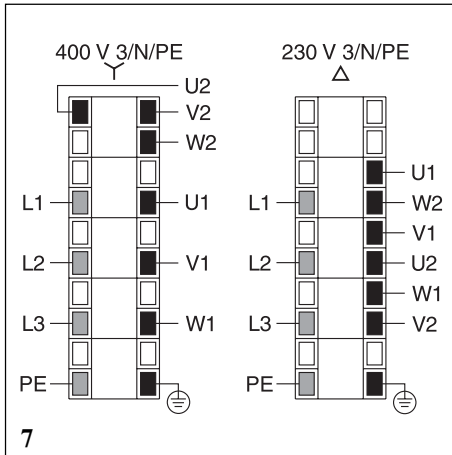 400 V 3/N/PE
230 V 3/N/PE
U2
V2
W2
L1
U1
L2
V1
L3
W1
PE
U1
L1
W2
V1
L2
U2
W1
L3
V2
PE
7